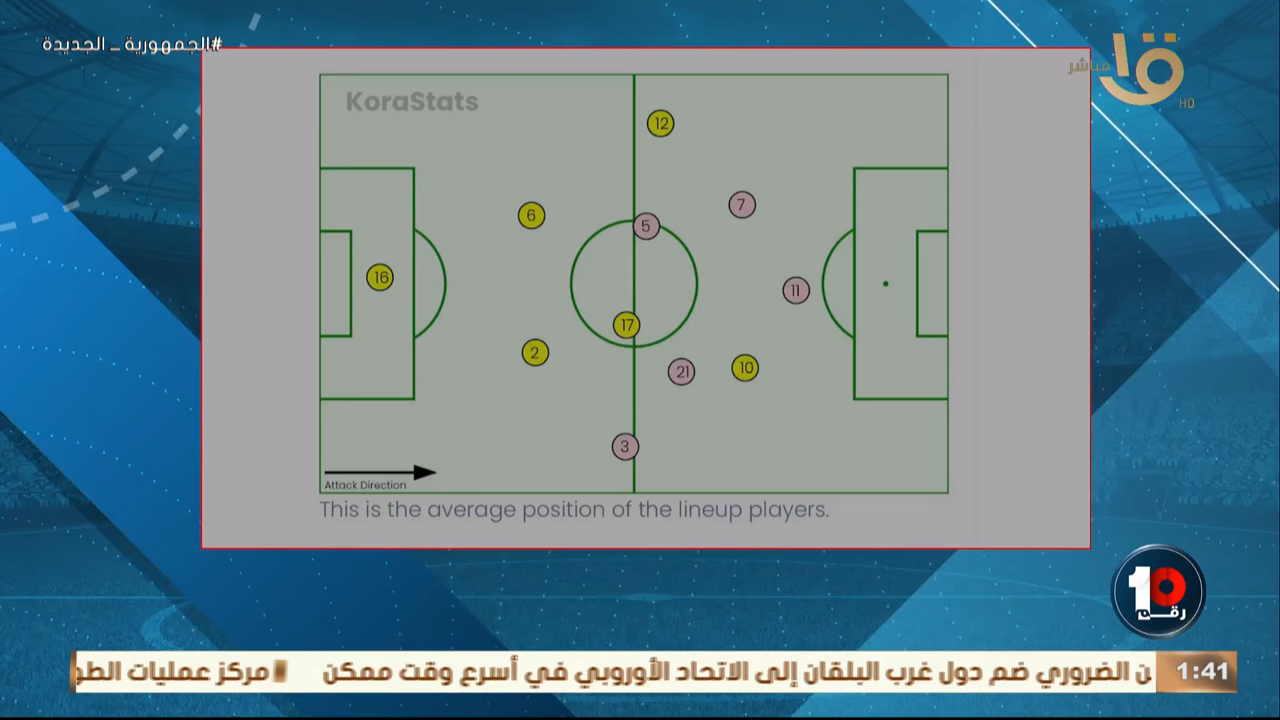 #الجمهورية _ الجديدة
مباشر
HD
KoraStats
12
7
6
5
16
11
17
2
10
21
3
Attack Direction
This is the average position of the lineup players.
10
رقم
1:41
الضروري ضم دول غرب البلقان إلى الاتحاد الأوروبي في أسرع وقت ممكن
مركز عمليات